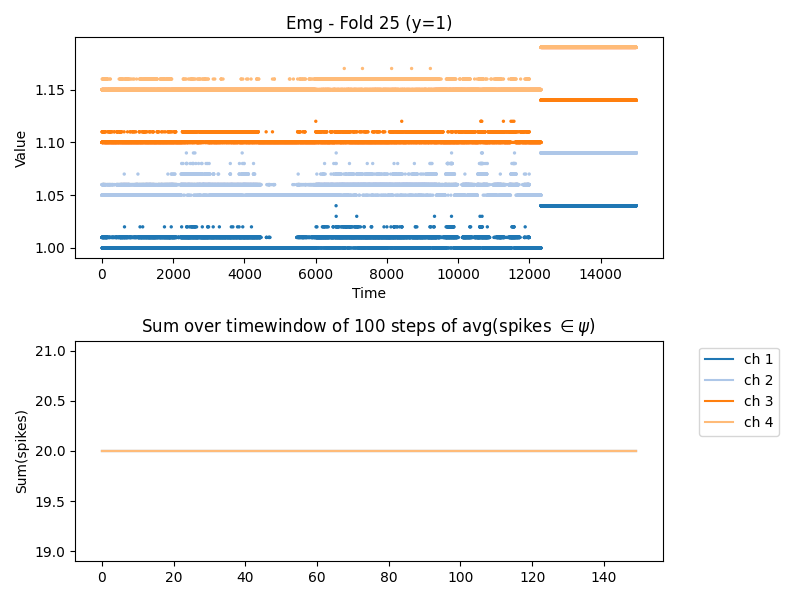 Emg - Fold 25 (y=1)
Value
1.15
1.10
1.05
1.00
0 2000 4000 6000 8000 10000 12000 14000
Time
Sum over timewindow of 100 steps of avg(spikes ∈ψ)
Sum(spikes)
21.0
20.5
20.0
19.5
19.0
0 20 40 60 80 100 120 140
ch 1
ch 2
ch 3
ch 4